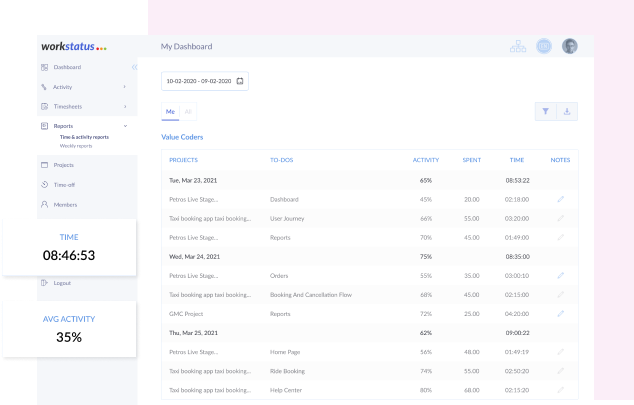 workstatus
My Dashboard
Dashboard
Activity
Timesheets
Reports
Time & activity reports
Weekly reports
Projects
Time-off
Members
TIME
08:46:53
Logout
AVG ACTIVITY
35%
10-02-2020 - 09-02-2020
Me All
Value Coders
PROJECTS TO-DOS ACTIVITY SPENT TIME NOTES
Tue, Mar 23, 2021 65% 08:53:22
Petros Live Stage... Dashboard 45% 20.00 02:18:00
Taxi booking app taxi booking,... User Journey 66% 55.00 03:20:00
Petros Live Stage... Reports 70% 45.00 01:49:00
Wed, Mar 24, 2021 75% 08:35:00
Petros Live Stage... Orders 55% 35.00 03:00:10
Taxi booking app taxi booking,... Booking And Cancellation Flow 68% 45.00 02:15:00
GMC Project Reports 72% 25.00 04:20:00
Thu, Mar 25, 2021 62% 09:00:22
Petros Live Stage... Home Page 56% 48.00 01:49:19
Taxi booking app taxi booking,... Ride Booking 74% 55.00 02:50:20
Taxi booking app taxi booking,... Help Center 80% 68.00 02:15:20